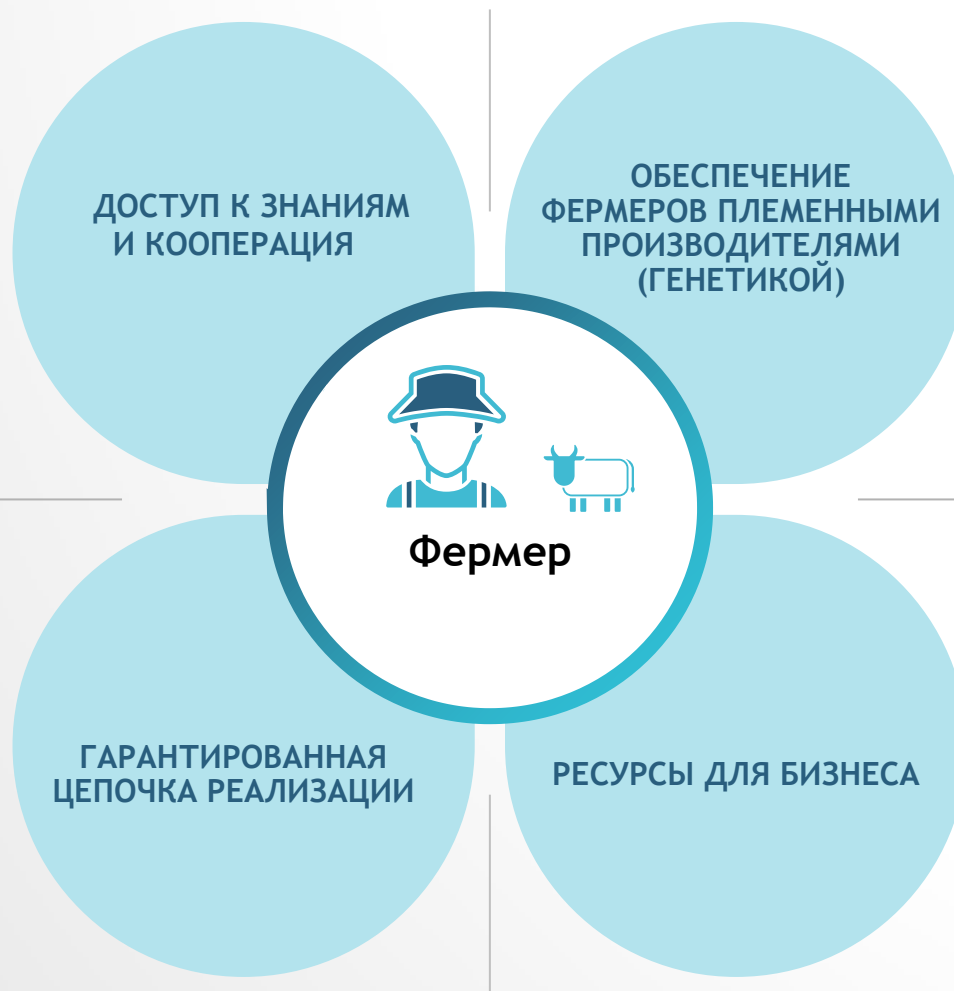 ДОСТУП К ЗНАНИЯМ
И КООПЕРАЦИЯ
ОБЕСПЕЧЕНИЕ
ФЕРМЕРОВ ПЛЕМЕННЫМИ
ПРОИЗВОДИТЕЛЯМИ
(ГЕНЕТИКОЙ)
Фермер
ГАРАНТИРОВАННАЯ
ЦЕПОЧКА РЕАЛИЗАЦИИ
РЕСУРСЫ ДЛЯ БИЗНЕСА